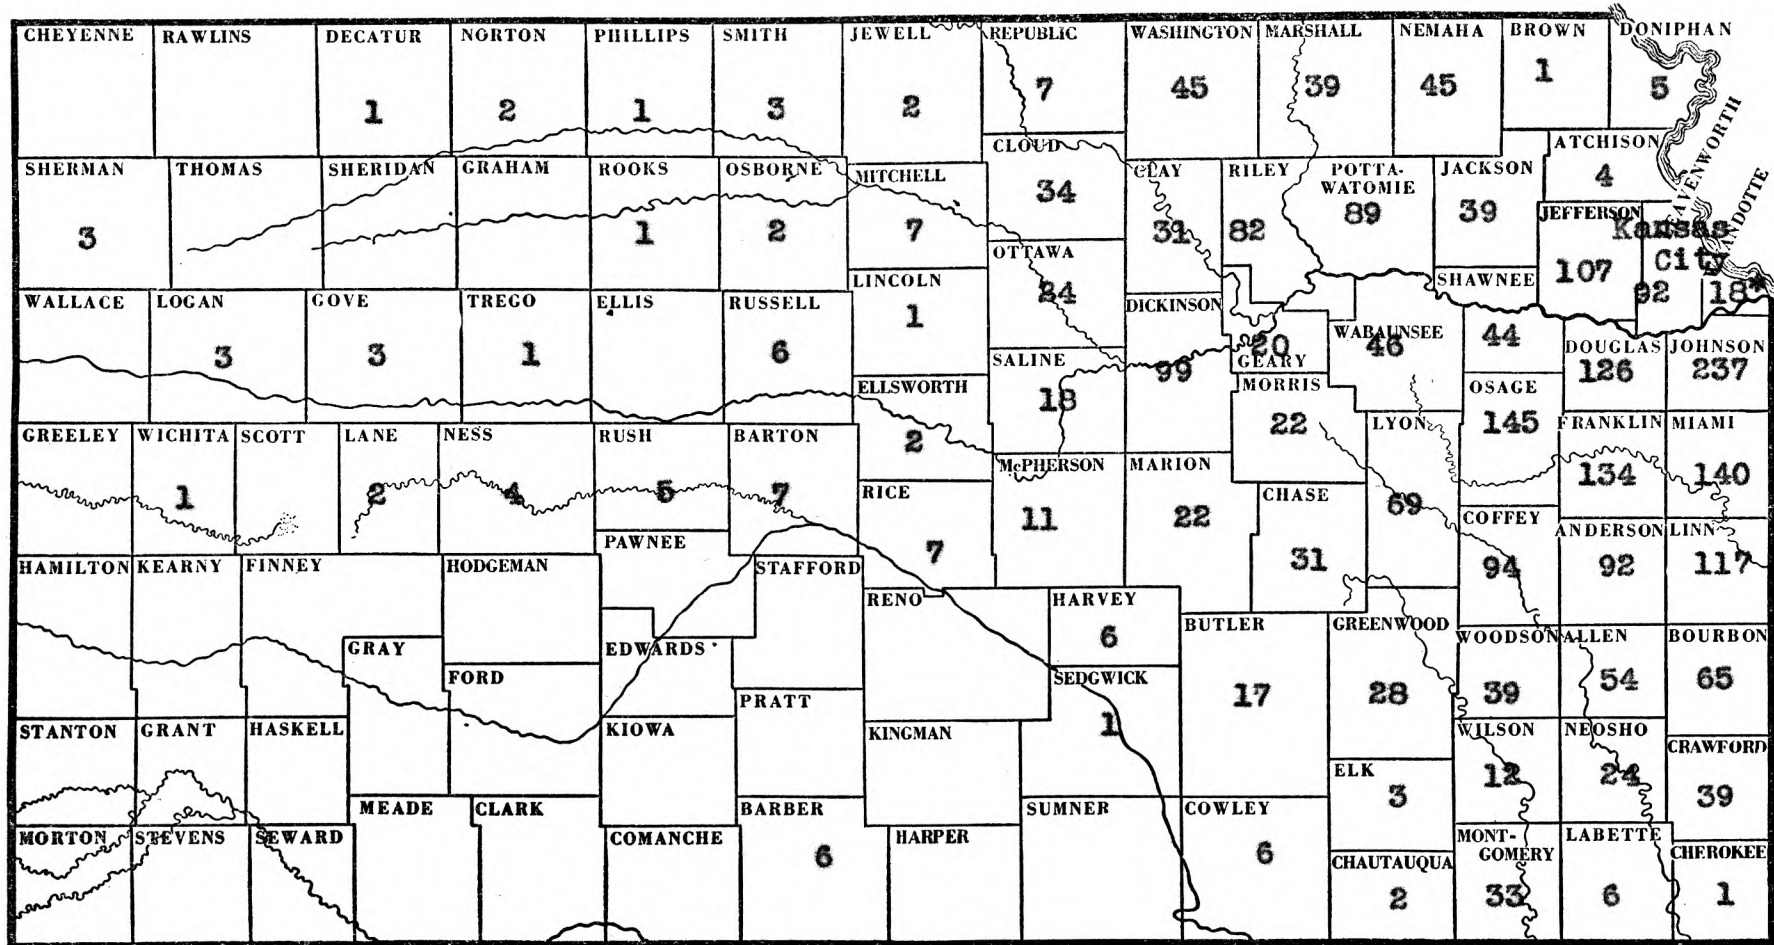 CHEYENNE RAWLINS DECATUR NORTON PHILLIPS SMITH JEWELL REPUBLIC WASHINGTON MARSHALL NEMAHA BROWN DONIPHAN
1 2 1 3 2 7 45 39 45 1 5
LEAVENWORTH
WYANDOTTE
CLOUD ATCHISON
SHERMAN THOMAS SHERIDAN GRAHAM ROOKS OSBORNE MITCHELL CLAY RILEY POTTA-
WATOMIE JACKSON
3 1 2 7 34 31 82 89 39 4
JEFFERSON Kansas
City
OTTAWA
107 92 18*
WALLACE LOGAN GOVE TREGO ELLIS RUSSELL LINCOLN 24 DICKINSON SHAWNEE
3 3 1 6 1 99 20 46 44
GEARY WABAUNSEE DOUGLAS JOHNSON
126 237
SALINE ELLSWORTH MORRIS OSAGE
18 2 22 145
GREELEY WICHITA SCOTT LANE NESS RUSH BARTON LYON FRANKLIN MIAMI
1 2 4 5 7 69 134 140
RICE McPHERSON MARION CHASE
7 11 22 31
COFFEY ANDERSON LINN
94 92 117
HAMILTON KEARNY FINNEY HODGEMAN PAWNEE STAFFORD RENO HARVEY
6
GRAY FORD EDWARDS BUTLER GREENWOOD WOODSON ALLEN BOURBON
17 28 39 54 65
PRATT SEDGWICK
1
STANTON GRANT HASKELL KIOWA KINGMAN WILSON NEOSHO CRAWFORD
12 24 39
ELK
3
MEADE CLARK BARBER SUMNER COWLEY
6 6
MORTON STEVENS SEWARD COMANCHE HARPER CHAUTAUQUA MONT-
GOMERY LABETTE CHEROKEE
2 33 6 1